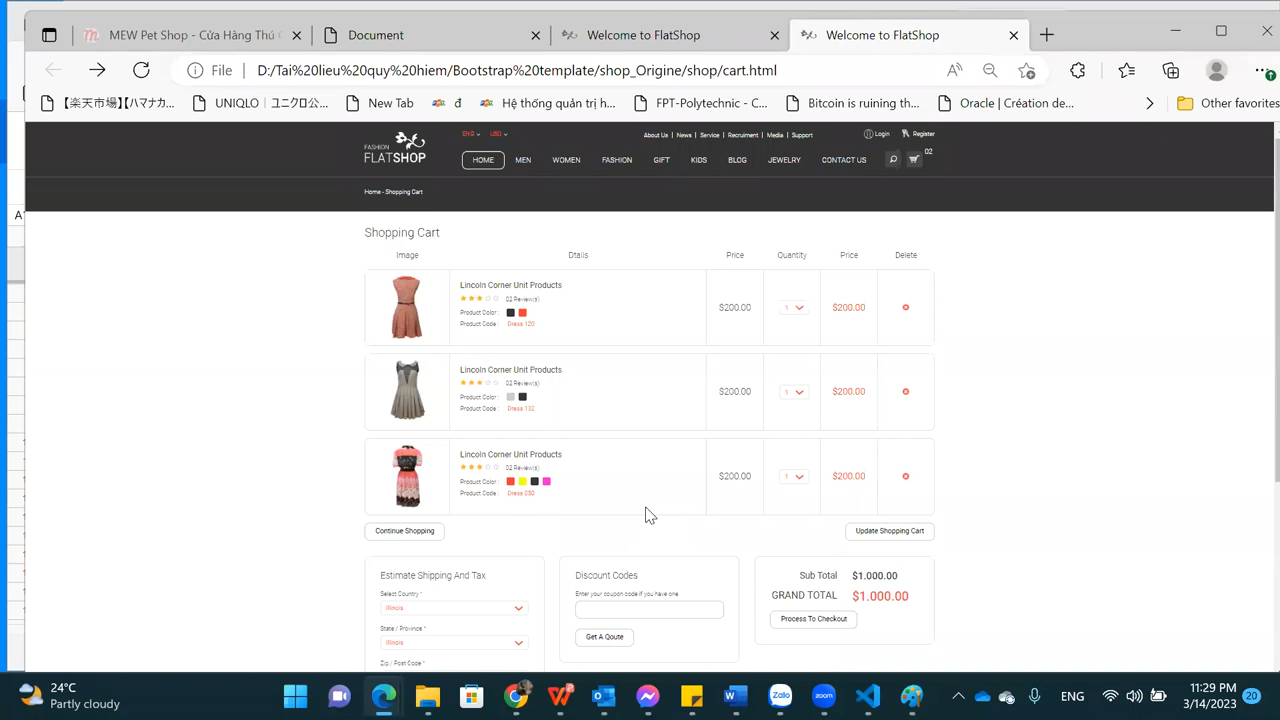 MEW Pet Shop - Cửa Hàng Thú C
Document
Welcome to FlatShop
Welcome to FlatShop
File
D:/Tai%20lieu%20quy%20hiem/Bootstrap%20template/shop_Origine/shop/cart.html
【楽天市場】【ハマナカ...
UNIQLO｜ユニクロ公...
New Tab
đ
Hệ thống quản trị h...
FPT-Polytechnic - C...
Bitcoin is ruining th...
Oracle | Création de...
Other favorites
FASHION
FLATSHOP
ENG
USD
About Us | News | Service | Recruiment | Media | Support
Login
Register
HOME
MEN
WOMEN
FASHION
GIFT
KIDS
BLOG
JEWELRY
CONTACT US
02
Home - Shopping Cart
Shopping Cart
Image
Dtails
Price
Quantity
Price
Delete
Lincoln Corner Unit Products
02 Review(s)
Product Color :
Product Code :
Dress 120
$200.00
1
$200.00
Lincoln Corner Unit Products
02 Review(s)
Product Color :
Product Code :
Dress 132
$200.00
1
$200.00
Lincoln Corner Unit Products
02 Review(s)
Product Color :
Product Code :
Dress 030
$200.00
1
$200.00
Continue Shopping
Update Shopping Cart
Estimate Shipping And Tax
Select Country *
Illinois
State / Province *
Illinois
Zip / Post Code *
Discount Codes
Enter your coupon code if you have one
Get A Qoute
Sub Total
$1.000.00
GRAND TOTAL
$1.000.00
Process To Checkout
24°C
Partly cloudy
Zalo
zoom
ENG
11:29 PM
3/14/2023
20